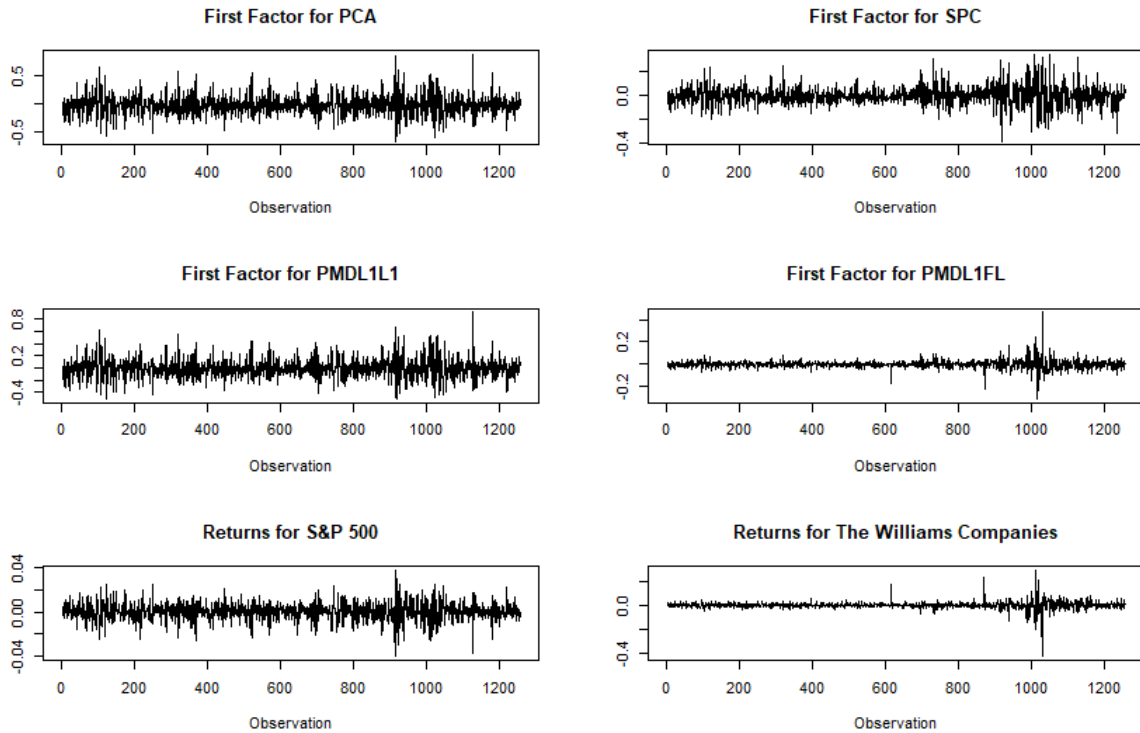 First Factor for PCA
0.5
-0.5
0 200 400 600 800 1000 1200
Observation
First Factor for SPC
0.0
-0.4
0 200 400 600 800 1000 1200
Observation
First Factor for PMDL1L1
0.8
0.2
-0.4
0 200 400 600 800 1000 1200
Observation
First Factor for PMDL1FL
0.2
-0.2
0 200 400 600 800 1000 1200
Observation
Returns for S&P 500
0.04
0.00
-0.04
0 200 400 600 800 1000 1200
Observation
Returns for The Williams Companies
0.0
-0.4
0 200 400 600 800 1000 1200
Observation